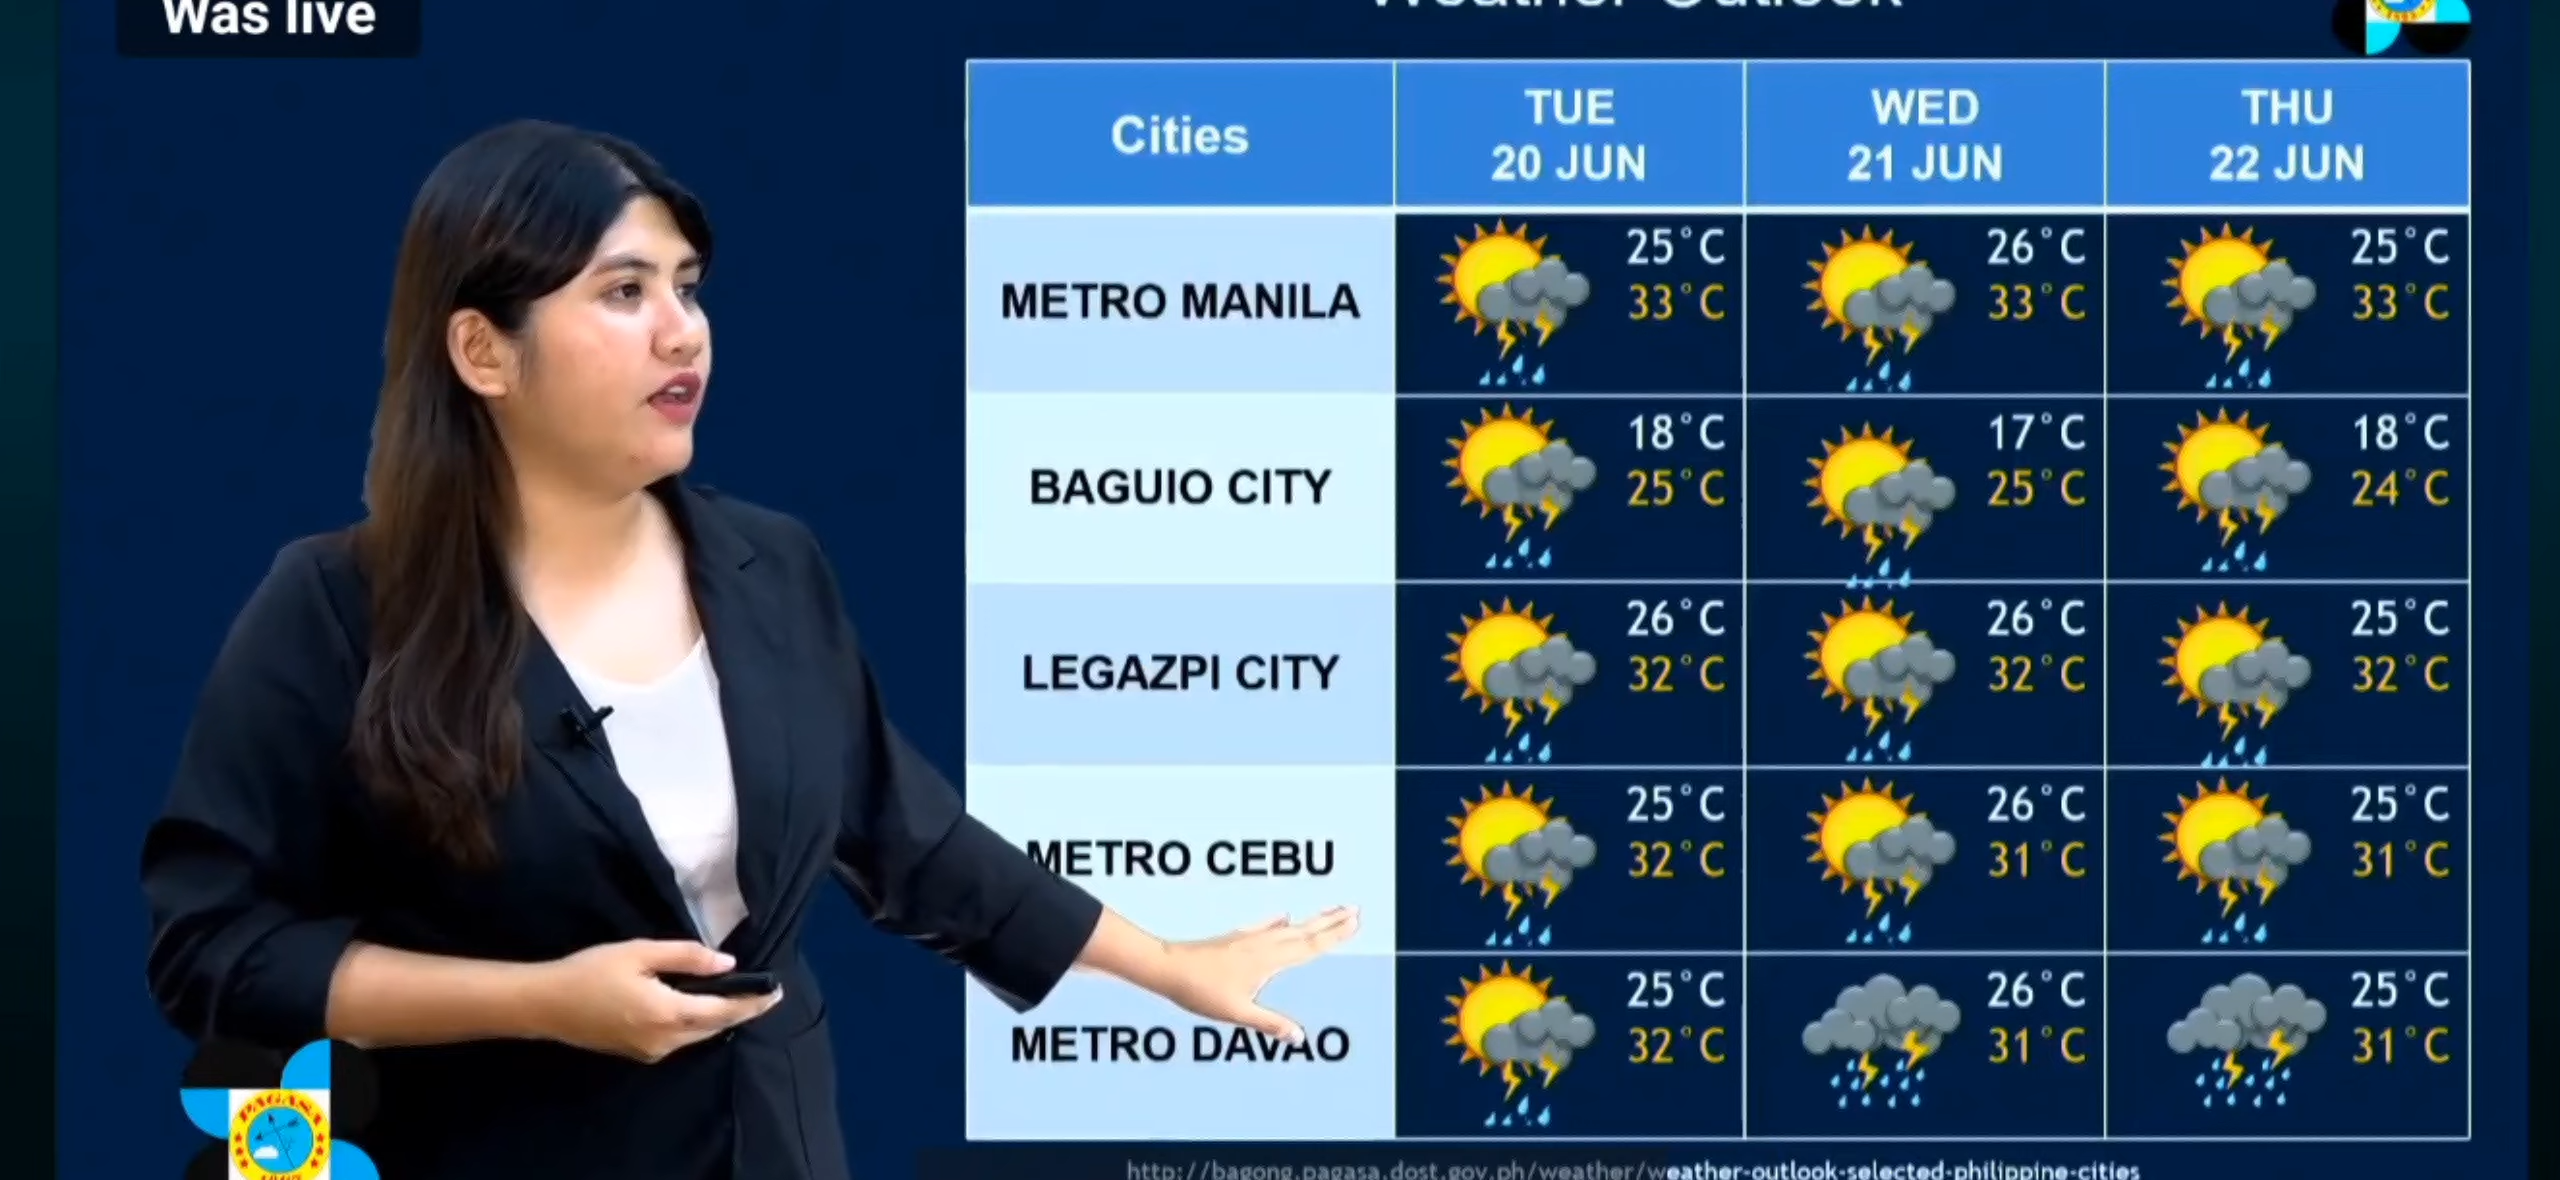 Was live
Weather Outlook
Cities
TUE
20 JUN
WED
21 JUN
THU
22 JUN
METRO MANILA
25°C
33°C
26°C
33°C
25°C
33°C
BAGUIO CITY
18°C
25°C
17°C
25°C
18°C
24°C
LEGAZPI CITY
26°C
32°C
26°C
32°C
25°C
32°C
METRO CEBU
25°C
32°C
26°C
31°C
25°C
31°C
METRO DAVAO
25°C
32°C
26°C
31°C
25°C
31°C
PAGASA
http://bagong.pagasa.dost.gov.ph/weather/weather-outlook-selected-philippine-cities